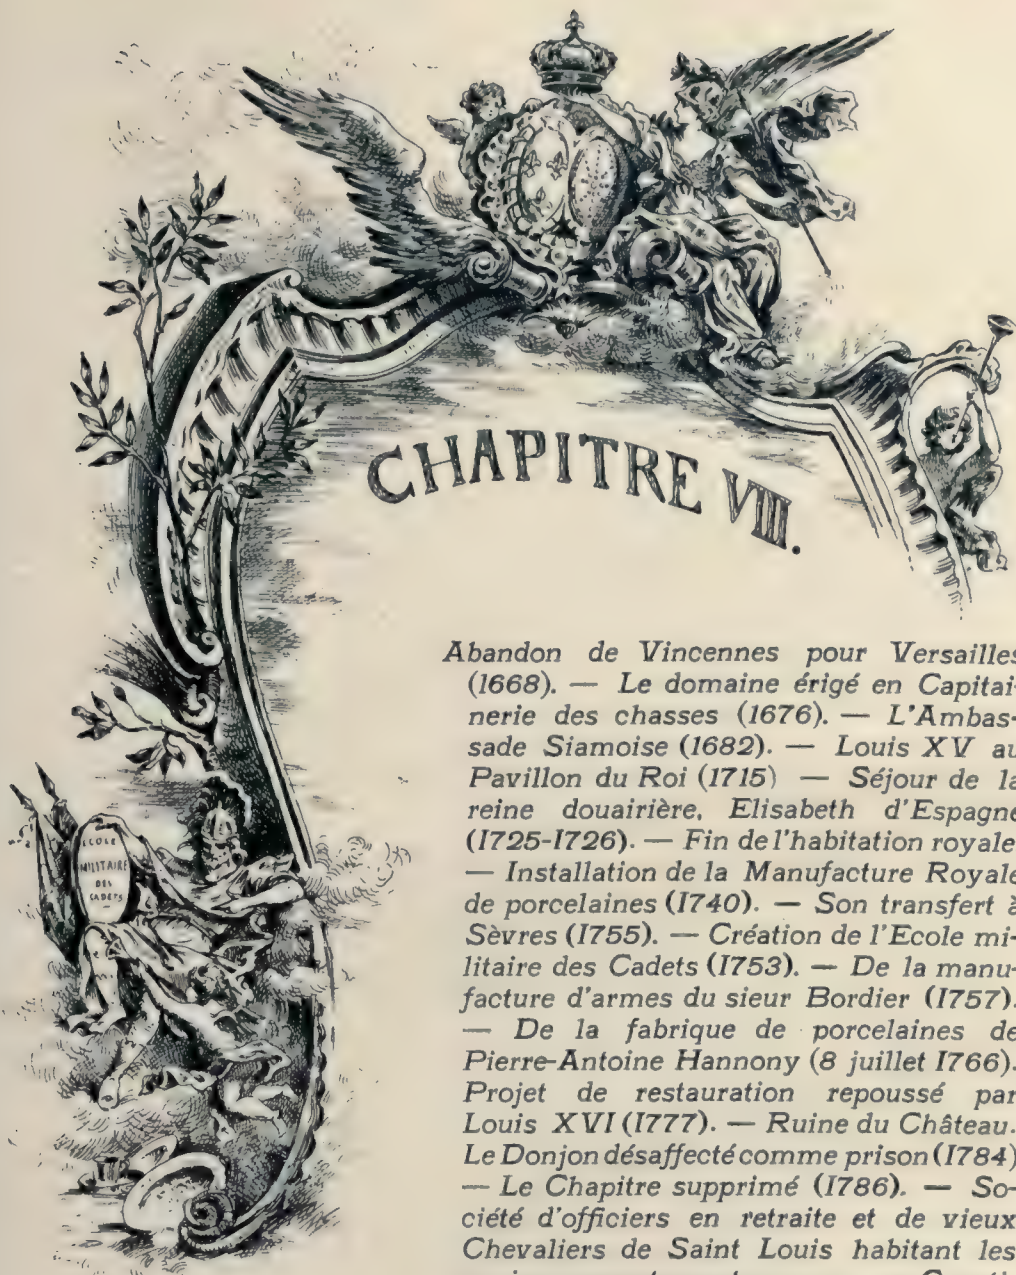 CHAPITRE VIII.
Abandon de Vincennes pour Versailles
(1668). — Le domaine érigé en Capitai-
nerie des chasses (1676). — L'Ambas-
sade Siamoise (1682). — Louis XV au
Pavillon du Roi (1715) — Séjour de la
reine douairière, Elisabeth d'Espagne
(1725-1726). — Fin de l'habitation royale
— Installation de la Manufacture Royale
de porcelaines (1740). — Son transfert à
Sèvres (1755). — Création de l'Ecole mi-
litaire des Cadets (1753). — De la manu-
facture d'armes du sieur Bordier (1757).
— De la fabrique de porcelaines de
Pierre-Antoine Hannony (8 juillet 1766).
Projet de restauration repoussé par
Louis XVI (1777). — Ruine du Château.
Le Donjon désaffecté comme prison (1784)
— Le Chapitre supprimé (1786). — So-
ciété d'officiers en retraite et de vieux
Chevaliers de Saint Louis habitant les
ECOLE
MILITAIRE
DES
CADETS